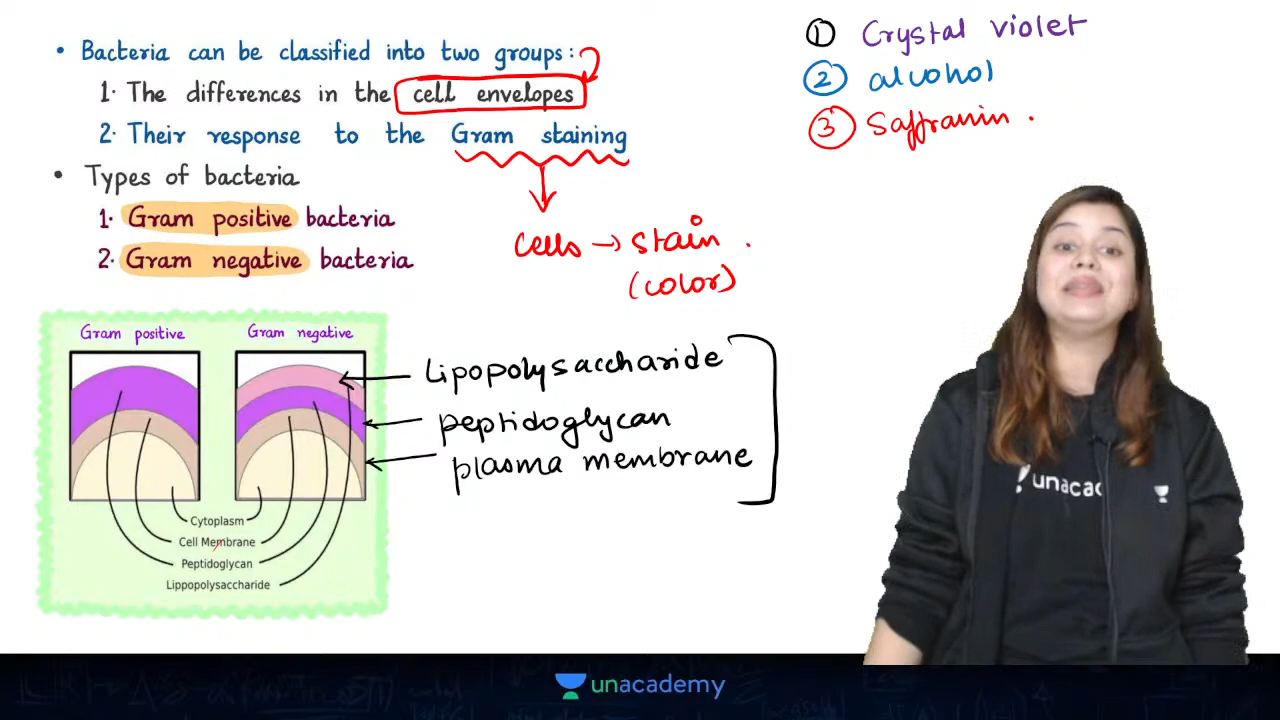 • Bacteria can be classified into two groups:
1. The differences in the cell envelopes
2. Their response to the Gram staining
• Types of bacteria
1. Gram positive bacteria
2. Gram negative bacteria
① Crystal violet
② alcohol
③ Saffranin.
Cells → stain.
(color)
Gram positive
Gram negative
Lipopolysaccharide
peptidoglycan
plasma membrane
Cytoplasm
Cell Membrane
Peptidoglycan
Lippopolysaccharide
unacad
unacademy